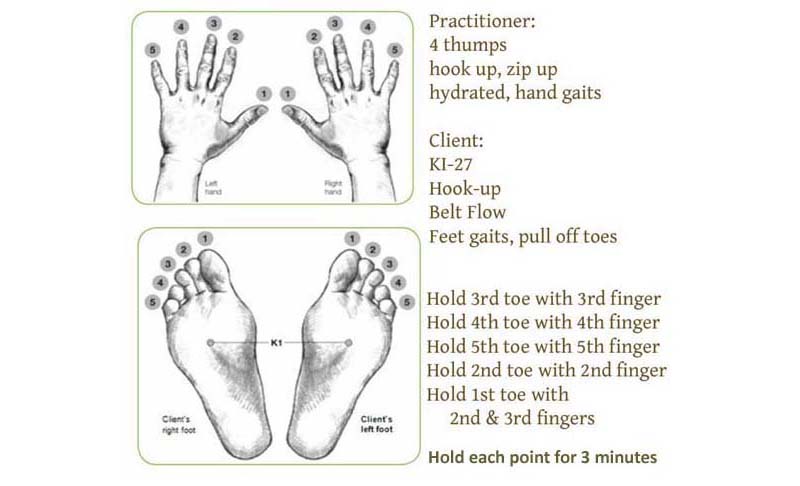 3
4
2
5
1
Left
hand
3
2
4
5
1
Right
hand
Practitioner:
4 thumps
hook up, zip up
hydrated, hand gaits
Client:
KI-27
Hook-up
Belt Flow
Feet gaits, pull off toes
1
2
3
4
5
Client's
right foot
K1
1
2
3
4
5
Client's
left foot
Hold 3rd toe with 3rd finger
Hold 4th toe with 4th finger
Hold 5th toe with 5th finger
Hold 2nd toe with 2nd finger
Hold 1st toe with
2nd & 3rd fingers
Hold each point for 3 minutes